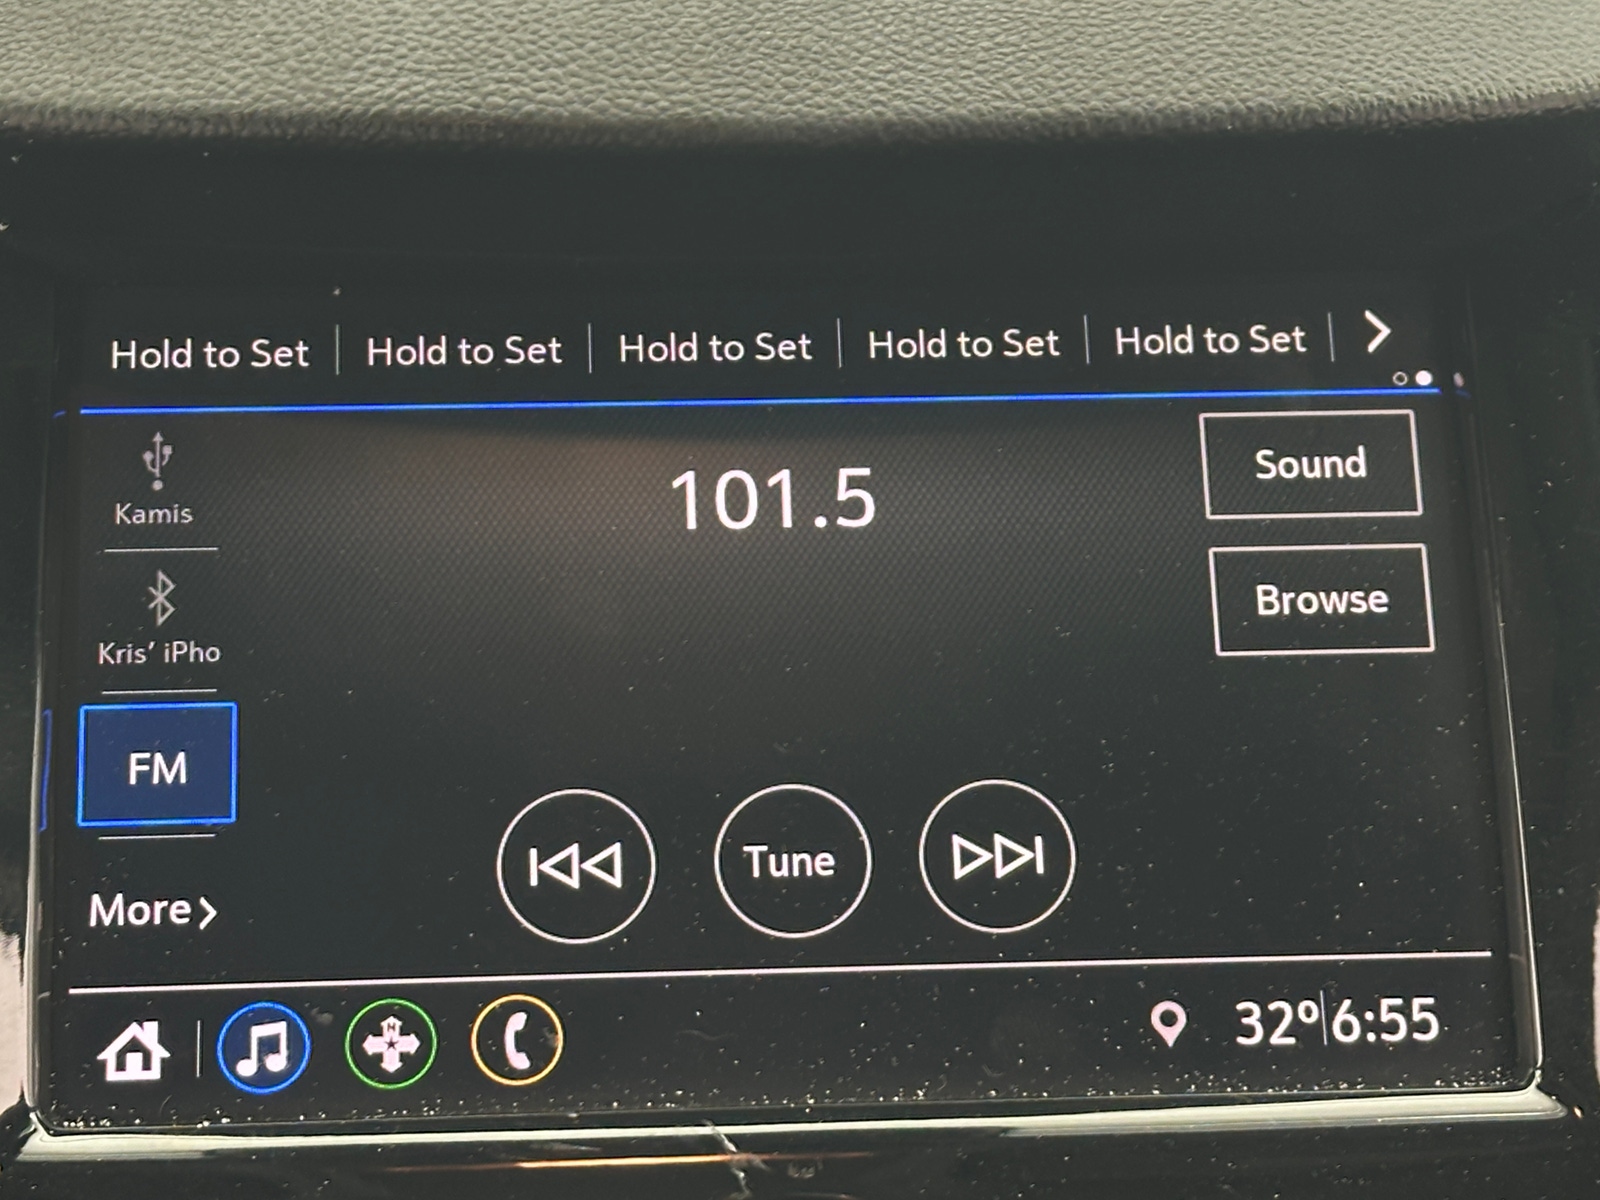 Hold to Set
Hold to Set
Hold to Set
Hold to Set
Hold to Set
Kamis
101.5
Sound
Kris' iPho
Browse
FM
Tune
More
N
32º 6:55